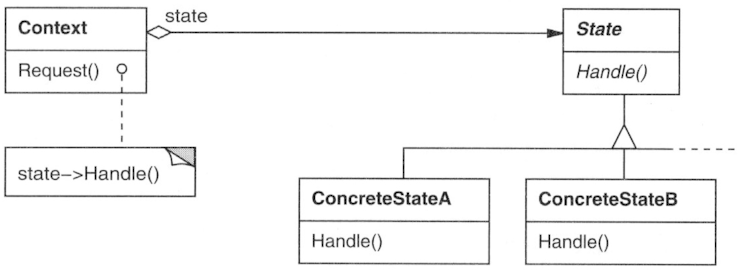 Context
state
State
Request()
Handle()
state->Handle()
ConcreteStateA
ConcreteStateB
Handle()
Handle()